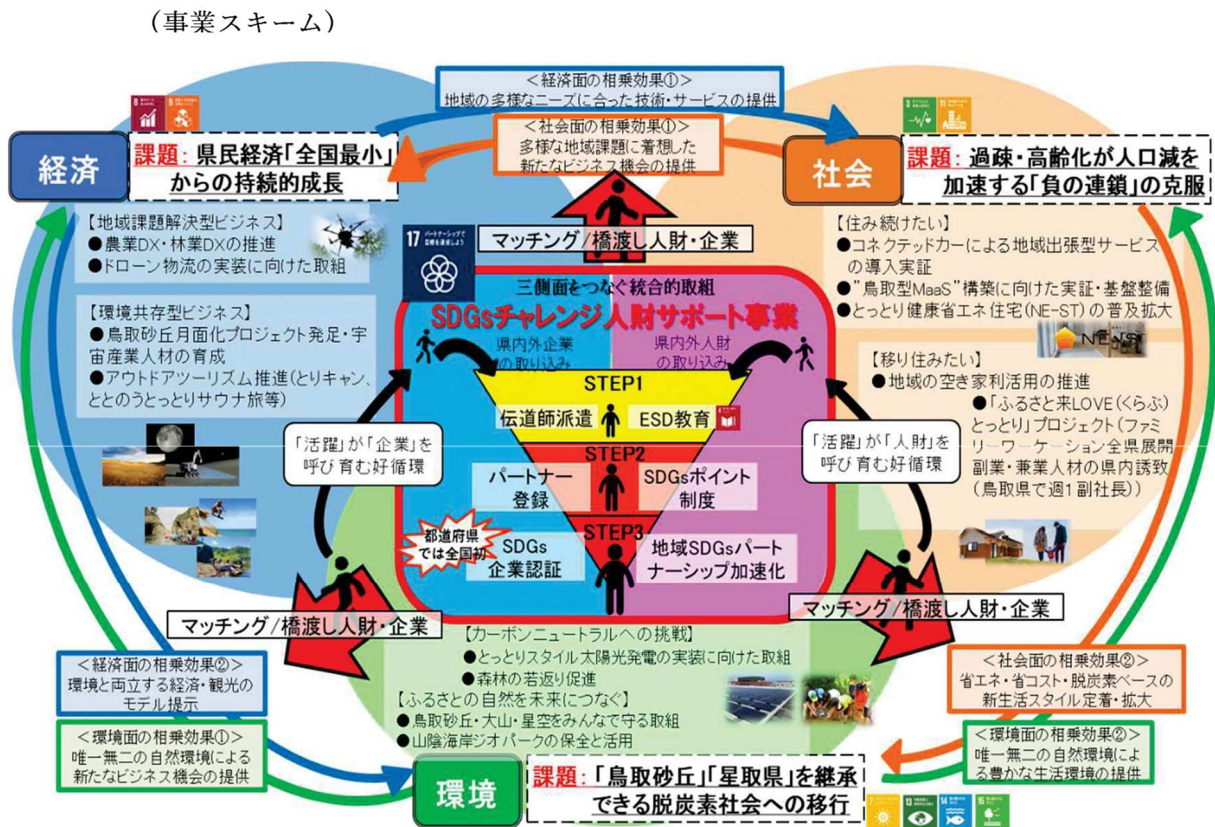 (事業スキーム)
<経済面の相乗効果①>
地域の多様なニーズに合った技術・サービスの提供
<社会面の相乗効果①>
多様な地域課題に着想した
新たなビジネス機会の提供
8
9
経済
課題：県民経済「全国最小」
からの持続的成長
3
11
社会
課題：過疎・高齢化が人口減を
加速する「負の連鎖」の克服
【地域課題解決型ビジネス】
●農業DX・林業DXの推進
●ドローン物流の実装に向けた取組
【環境共存型ビジネス】
●鳥取砂丘月面化プロジェクト発足・宇
宙産業人材の育成
●アウトドアツーリズム推進(とりキャン、
ととのうとっとりサウナ旅等)
17 パートナーシップで
目標を達成しよう
マッチング/橋渡し人財・企業
三側面をつなぐ統合的取組
SDGsチャレンジ人財サポート事業
県内外企業
の取り込み
県内外人財
の取り込み
STEP1
伝道師派遣
ESD教育
4
STEP2
パートナー
登録
SDGsポイント
制度
STEP3
都道府県
では全国初
SDGs
企業認証
地域SDGsパート
ナーシップ加速化
「活躍」が「企業」を
呼び育む好循環
「活躍」が「人財」を
呼び育む好循環
【住み続けたい】
●コネクテッドカーによる地域出張型サービス
の導入実証
●”鳥取型MaaS”構築に向けた実証・基盤整備
●とっとり健康省エネ住宅(NE-ST)の普及拡大
NE-ST
【移り住みたい】
●地域の空き家利活用の推進
●「ふるさと来LOVE(くらぶ)
とっとり」プロジェクト(ファミ
リーワーケーション全県展開
副業・兼業人材の県内誘致
(鳥取県で週1副社長))
マッチング/橋渡し人財・企業
マッチング/橋渡し人財・企業
【カーボンニュートラルへの挑戦】
●とっとりスタイル太陽光発電の実装に向けた取組
●森林の若返り促進
【ふるさとの自然を未来につなぐ】
●鳥取砂丘・大山・星空をみんなで守る取組
●山陰海岸ジオパークの保全と活用
<経済面の相乗効果②>
環境と両立する経済・観光の
モデル提示
<環境面の相乗効果①>
唯一無二の自然環境による
新たなビジネス機会の提供
<社会面の相乗効果②>
省エネ・省コスト・脱炭素ベースの
新生活スタイル定着・拡大
<環境面の相乗効果②>
唯一無二の自然環境によ
る豊かな生活環境の提供
環境
課題：「鳥取砂丘」「星取県」を継承
できる脱炭素社会への移行
7
13
14
15